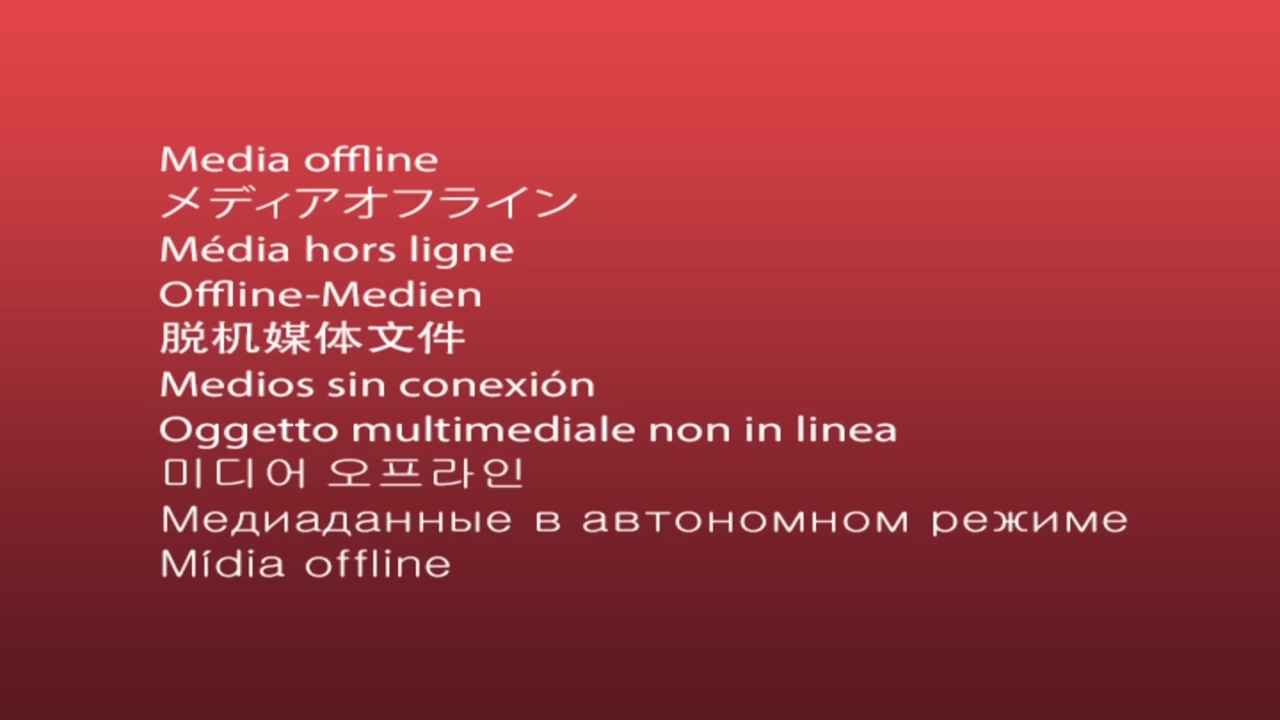 Media offline
メディアオフライン
Média hors ligne
Offline-Medien
脱机媒体文件
Medios sin conexión
Oggetto multimediale non in linea
미디어 오프라인
Медиаданные в автономном режиме
Mídia offline